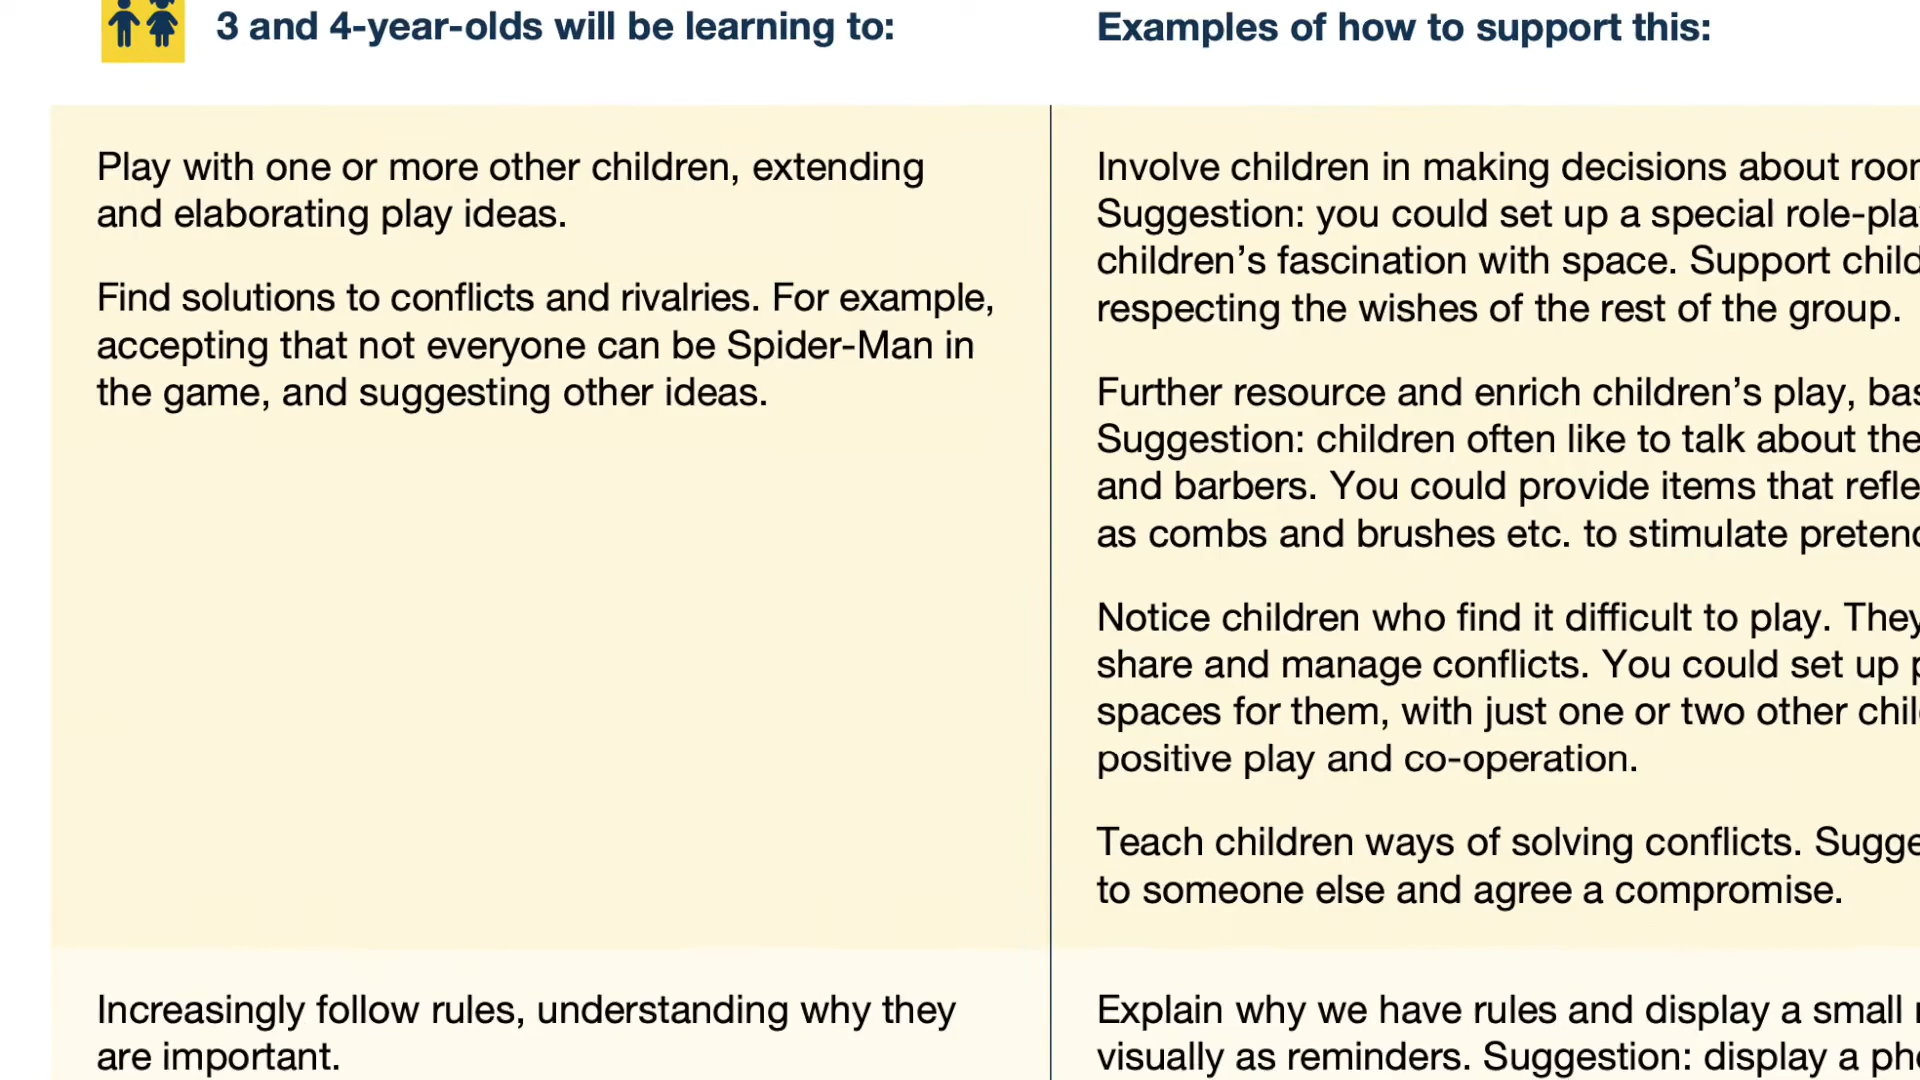 3 and 4-year-olds will be learning to:
Examples of how to support this:
Play with one or more other children, extending
and elaborating play ideas.
Find solutions to conflicts and rivalries. For example,
accepting that not everyone can be Spider-Man in
the game, and suggesting other ideas.
Involve children in making decisions about
Suggestion: you could set up a special
children’s fascination with space. Support
respecting the wishes of the rest of the group.
Further resource and enrich children’s play,
Suggestion: children often like to talk about
and barbers. You could provide items that
as combs and brushes etc. to stimulate
Notice children who find it difficult to play. They
share and manage conflicts. You could set up
spaces for them, with just one or two other
positive play and co-operation.
Teach children ways of solving conflicts.
to someone else and agree a compromise.
Increasingly follow rules, understanding why they
are important.
Explain why we have rules and display a small
visually as reminders. Suggestion: display a